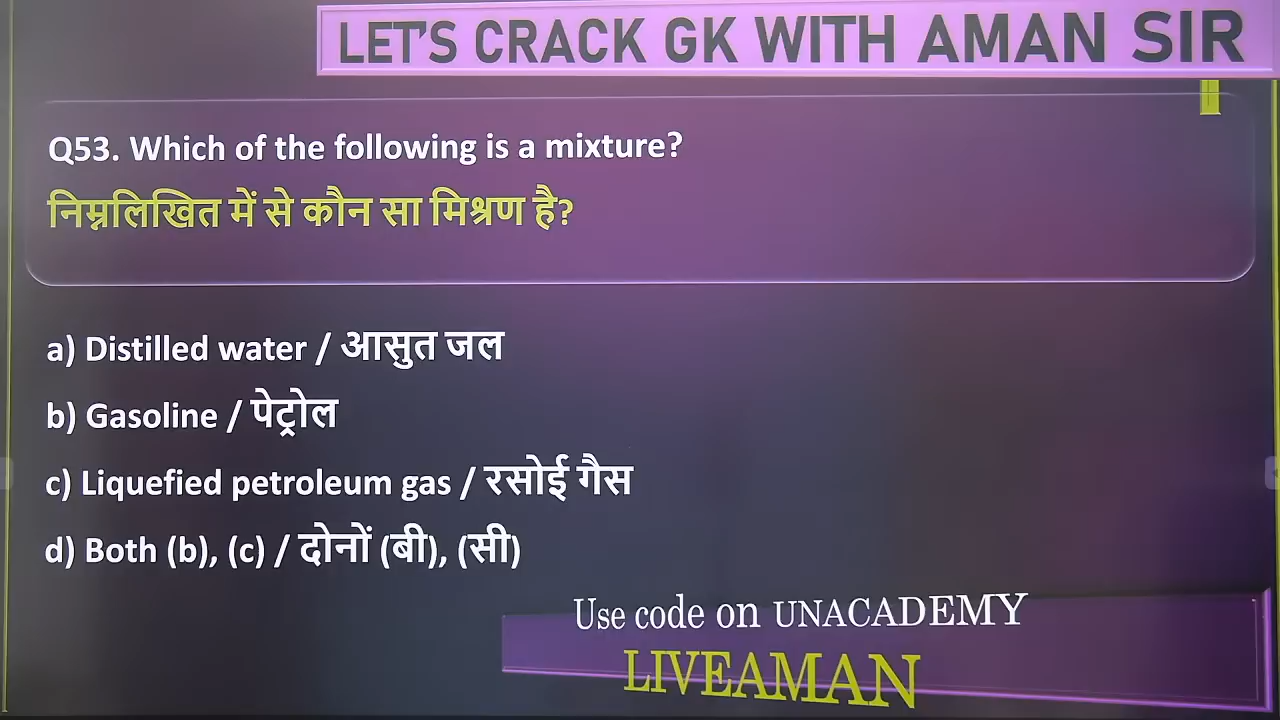 LET'S CRACK GK WITH AMAN SIR
Q53. Which of the following is a mixture?
निम्नलिखित में से कौन सा मिश्रण है?
a) Distilled water / आसुत जल
b) Gasoline / पेट्रोल
c) Liquefied petroleum gas / रसोई गैस
d) Both (b), (c) / दोनों (बी), (सी)
Use code on UNACADEMY
LIVEAMAN